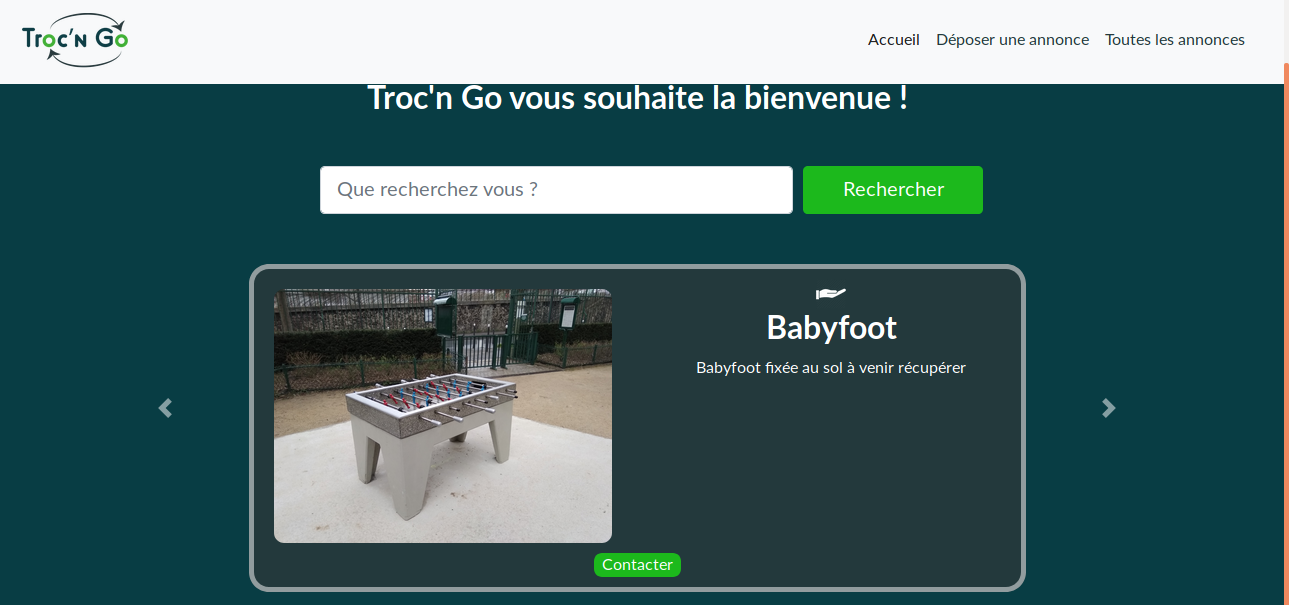 Troc'n Go
Accueil
Déposer une annonce
Toutes les annonces
Troc'n Go vous souhaite la bienvenue !
Que recherchez vous ?
Rechercher
Babyfoot
Babyfoot fixée au sol à venir récupérer
Contacter